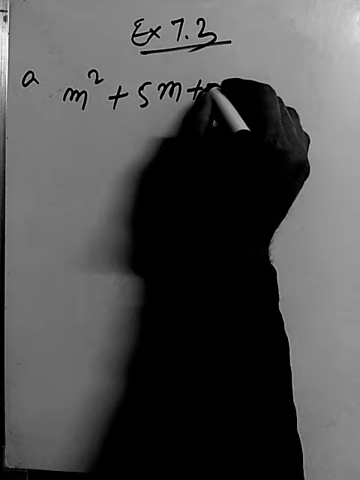 Ex 7.3
a m² + 5m +